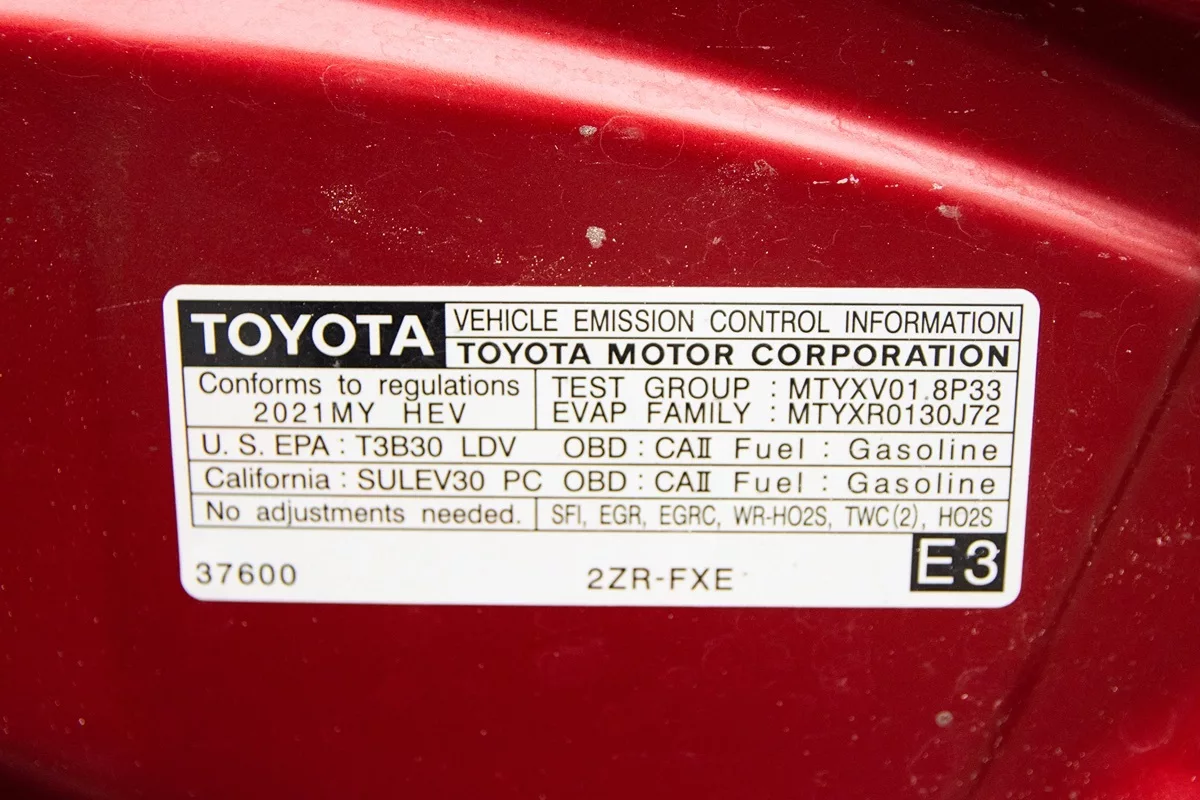 TOYOTA
VEHICLE EMISSION CONTROL INFORMATION
TOYOTA MOTOR CORPORATION
Conforms to regulations
2021MY HEV
TEST GROUP : MTYXV01.8P33
EVAP FAMILY : MTYXR0130J72
U. S. EPA : T3B30 LDV OBD : CAII Fuel : Gasoline
California : SULEV30 PC OBD : CAII Fuel : Gasoline
No adjustments needed. SFI, EGR, EGRC, WR-HO2S, TWC(2), HO2S
37600 2ZR-FXE E3